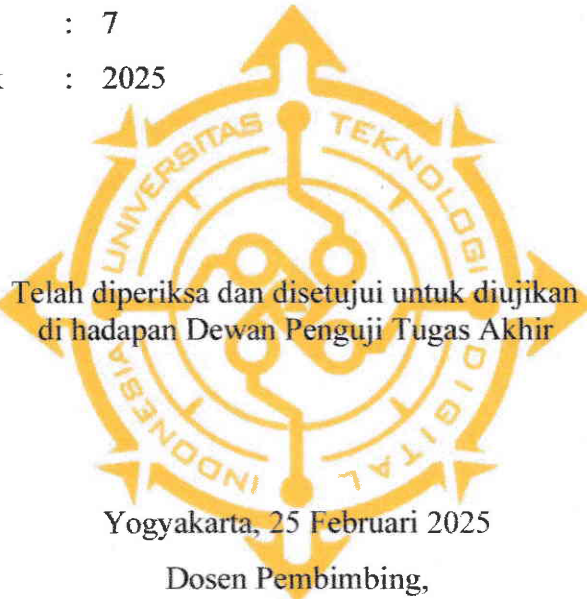 : 7
: 2025
UNIVERSITAS TEKNOLOGI DIGITAL INDONESIA
Telah diperiksa dan disetujui untuk diujikan
di hadapan Dewan Penguji Tugas Akhir
Yogyakarta, 25 Februari 2025
Dosen Pembimbing,